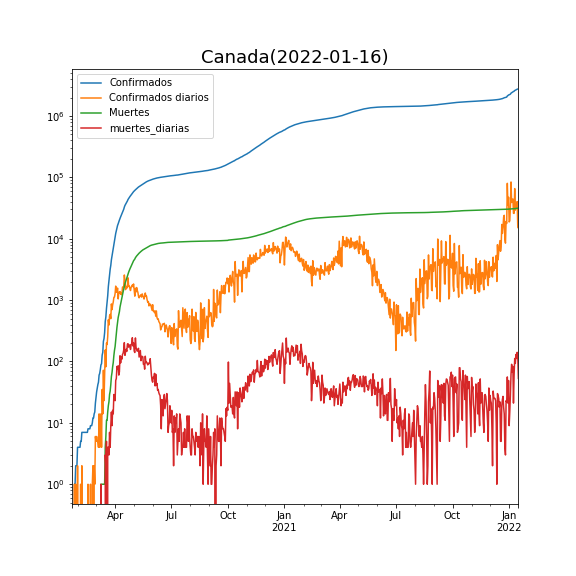 Canada(2022-01-16)
Confirmados
Confirmados diarios
Muertes
muertes_diarias
10⁶
10⁵
10⁴
10³
10²
10¹
10⁰
Apr Jul Oct Jan Apr Jul Oct Jan
2021 2022